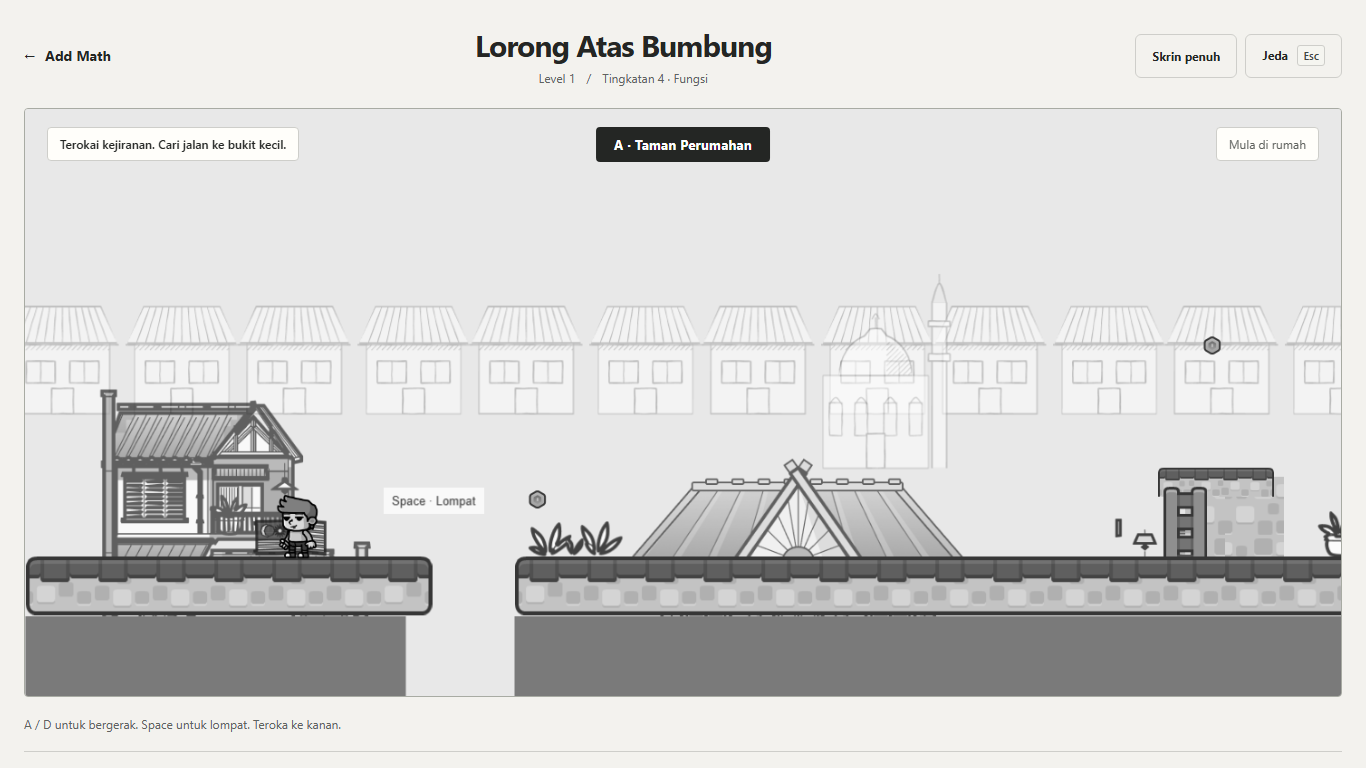 ← Add Math
Lorong Atas Bumbung
Level 1 / Tingkatan 4 · Fungsi
Skrin penuh
Jeda Esc
Terokai kejiranan. Cari jalan ke bukit kecil.
A · Taman Perumahan
Mula di rumah
Space · Lompat
A / D untuk bergerak. Space untuk lompat. Teroka ke kanan.